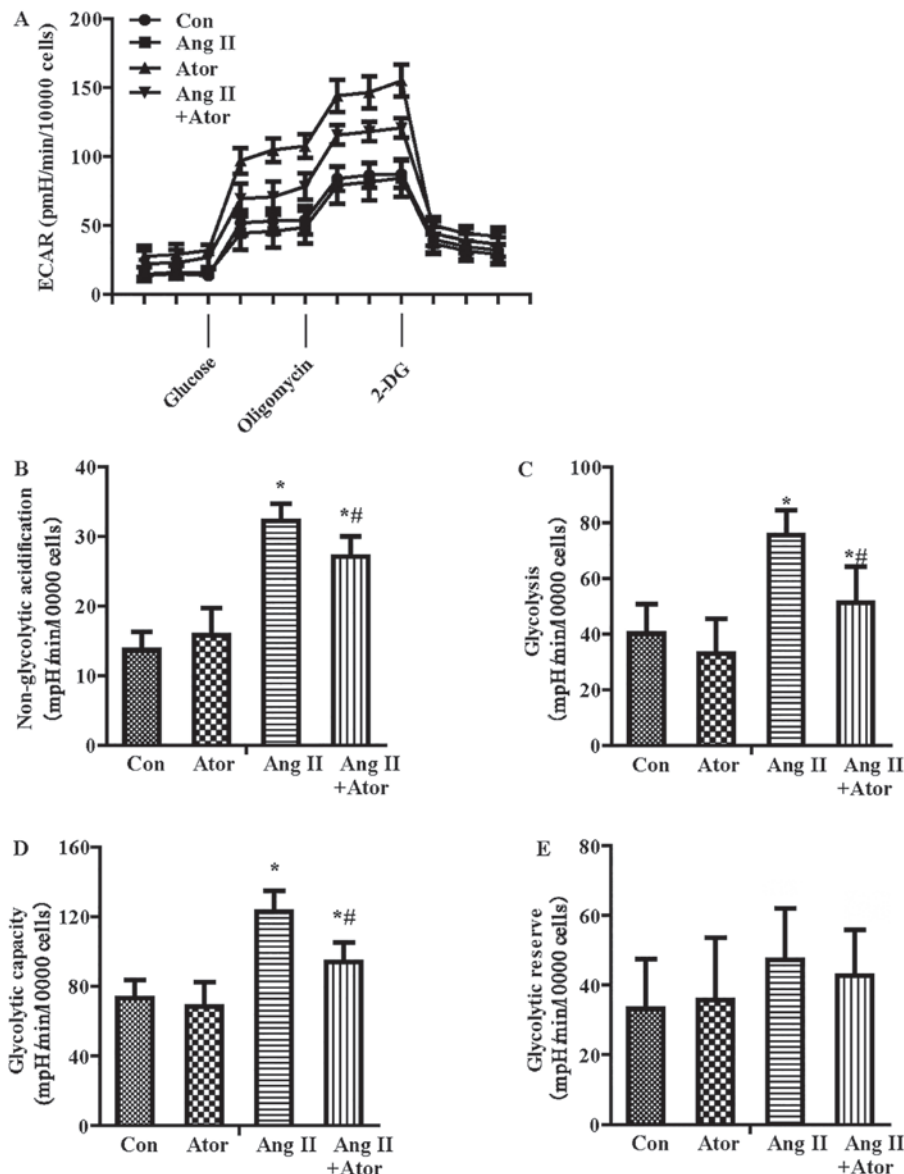 A
ECAR (pmH/min/10000 cells)
200
150
100
50
0
Con
Ang II
Ator
Ang II
+Ator
Glucose
Oligomycin
2-DG
B
Non-glycolytic acidification
(mpH/min/10000 cells)
40
30
20
10
0
*
*#
Con
Ator
Ang II
Ang II
+Ator
C
Glycolysis
(mpH/min/10000 cells)
100
80
60
40
20
0
*
*#
Con
Ator
Ang II
Ang II
+Ator
D
Glycolytic capacity
(mpH/min/10000 cells)
160
120
80
40
0
*
*#
Con
Ator
Ang II
Ang II
+Ator
E
Glycolytic reserve
(mpH/min/10000 cells)
80
60
40
20
0
Con
Ator
Ang II
Ang II
+Ator